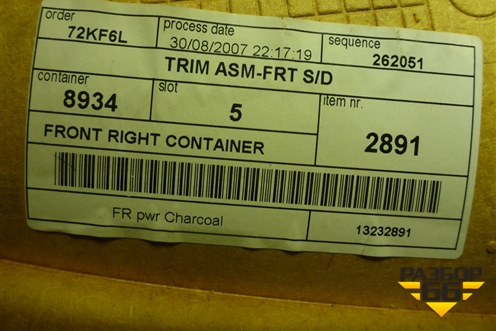 order
process date
sequence
72KF6L
30/08/2007 22:17:19
262051
TRIM ASM-FRT S/D
container
slot
item nr.
8934
5
2891
FRONT RIGHT CONTAINER
FR pwr Charcoal
13232891
РАЗБОР
66